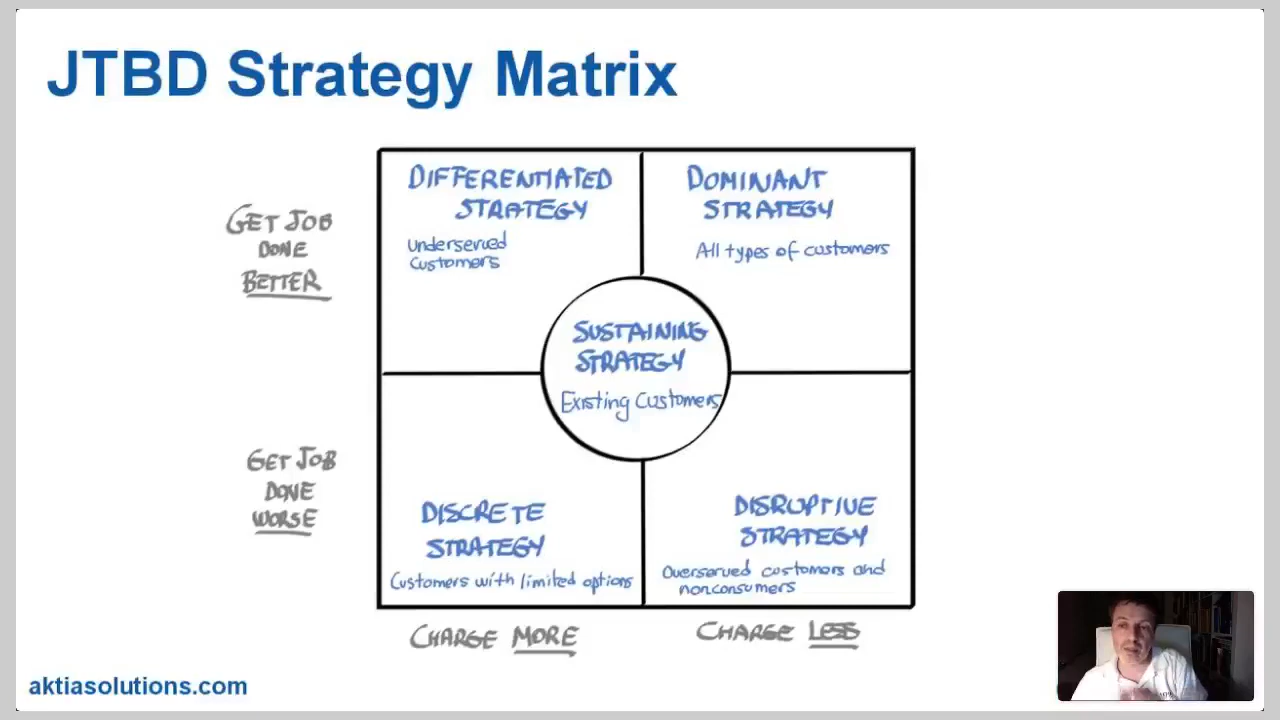 JTBD Strategy Matrix
DIFFERENTIATED
STRATEGY
Underserved
Customers
DOMINANT
STRATEGY
All types of customers
GET JOB
DONE
BETTER
SUSTAINING
STRATEGY
Existing Customers
GET JOB
DONE
WORSE
DISCRETE
STRATEGY
Customers with limited options
DISRUPTIVE
STRATEGY
Overserved customers and
nonconsumers
CHARGE MORE
CHARGE LESS
aktiasolutions.com